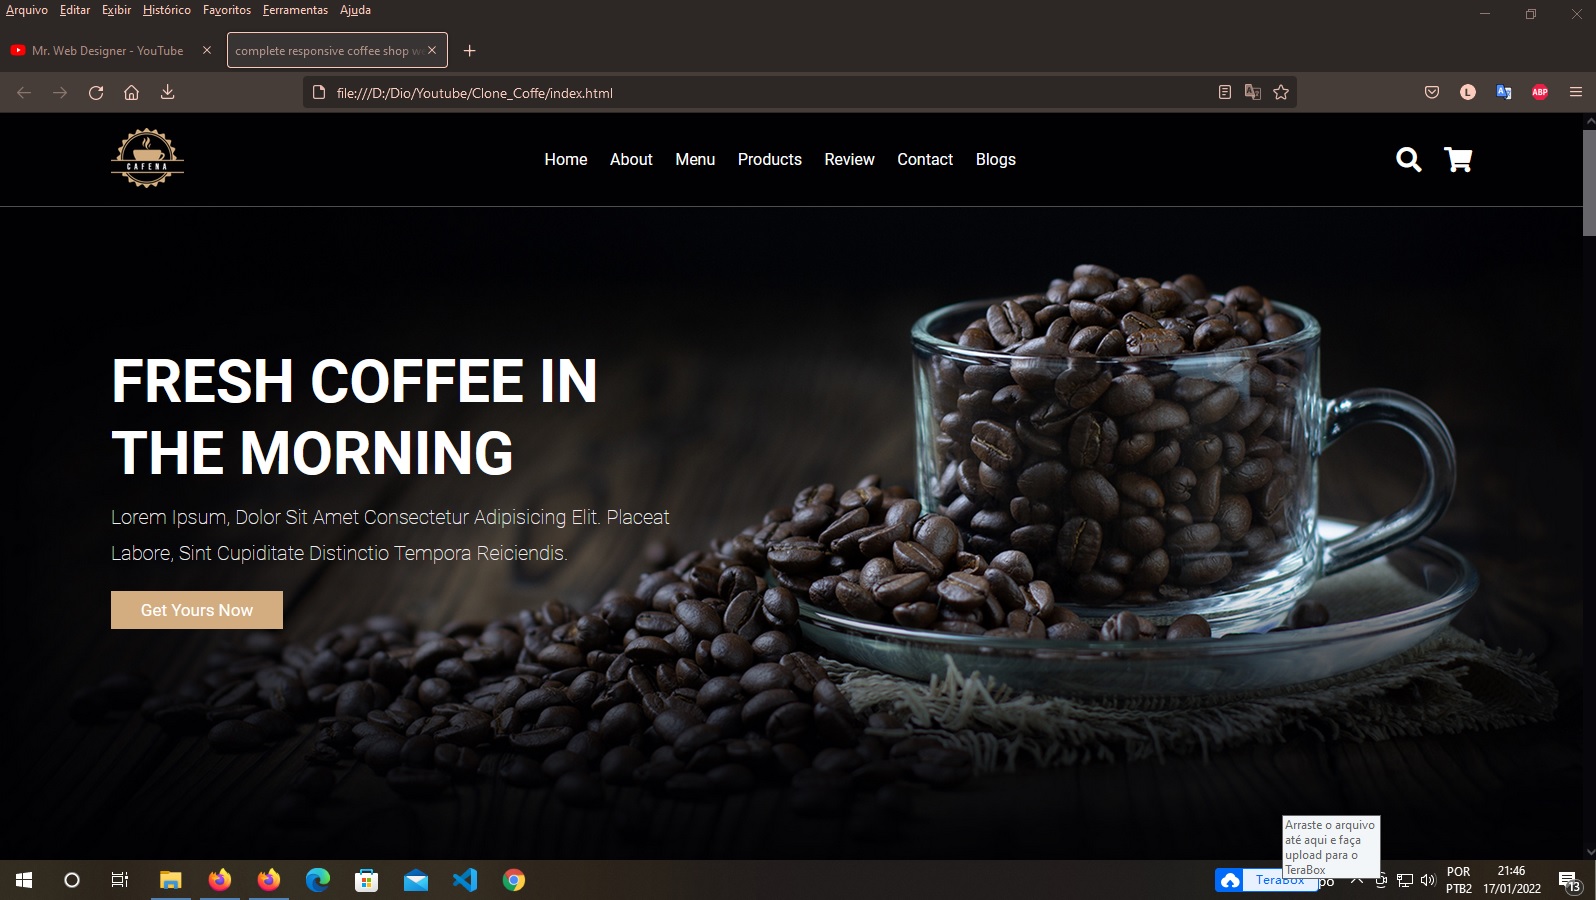 Arquivo Editar Exibir Histórico Favoritos Ferramentas Ajuda
Mr. Web Designer - YouTube
complete responsive coffee shop w
file:///D:/Dio/Youtube/Clone_Coffe/index.html
L
ABP
CAFENA
Home About Menu Products Review Contact Blogs
FRESH COFFEE IN
THE MORNING
Lorem Ipsum, Dolor Sit Amet Consectetur Adipisicing Elit. Placeat
Labore, Sint Cupiditate Distinctio Tempora Reiciendis.
Get Yours Now
Arraste o arquivo
até aqui e faça
upload para o
TeraBox
TeraBox
po
POR
PTB2
21:46
17/01/2022
13